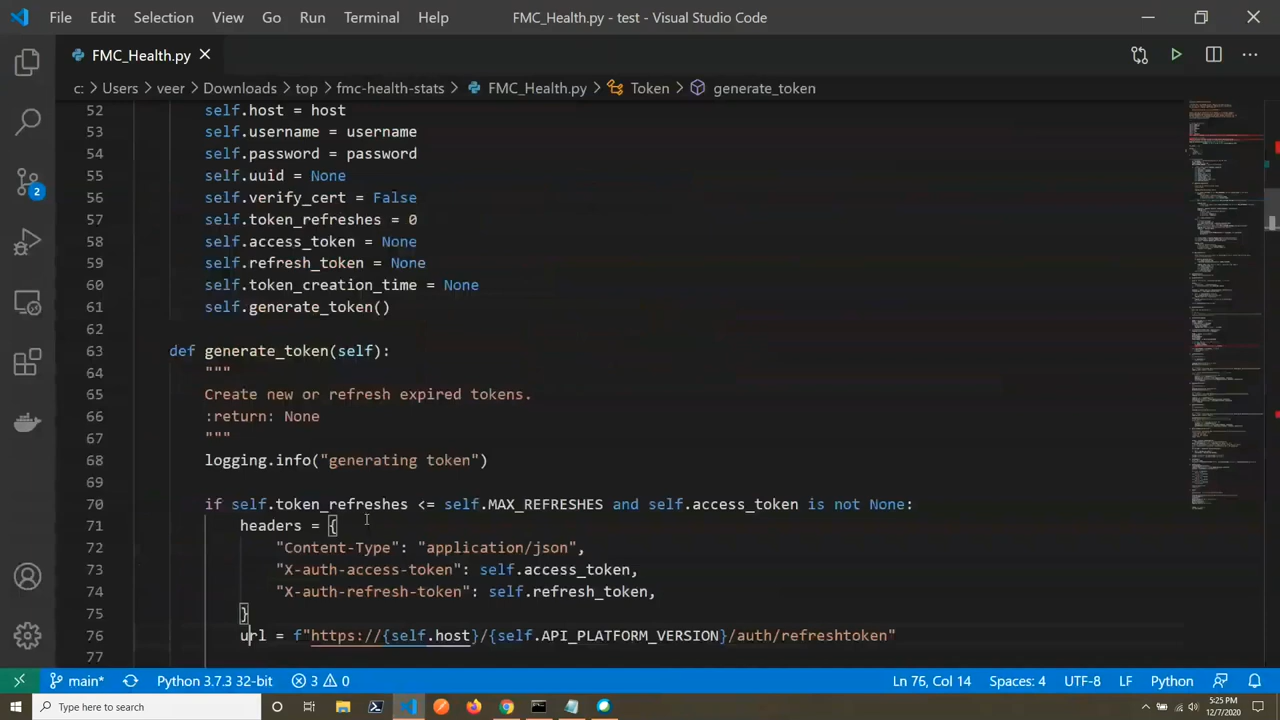 File Edit Selection View Go Run Terminal Help FMC_Health.py - test - Visual Studio Code
FMC_Health.py
c: > Users > veer > Downloads > top > fmc-health-stats > FMC_Health.py > Token > generate_token
52 self.host = host
53 self.username = username
54 self.password = password
55 self.uuid = None
56 self.verify_cert = False
57 self.token_refreshes = 0
58 self.access_token = None
59 self.refresh_token = None
60 self.token_creation_time = None
61 self.generate_token()
62
63 def generate_token(self):
64 """
65 Create new or refresh expired tokens.
66 :return: None
67 """
68 logging.info("generating token")
69
70 if self.token_refreshes <= self.MAX_REFRESHES and self.access_token is not None:
71 headers = {
72 "Content-Type": "application/json",
73 "X-auth-access-token": self.access_token,
74 "X-auth-refresh-token": self.refresh_token,
75 }
76 url = f"https://{self.host}/{self.API_PLATFORM_VERSION}/auth/refreshtoken"
77
2
main* Python 3.7.3 32-bit 3 0 Ln 76, Col 14 Spaces: 4 UTF-8 LF Python
Type here to search
5:25 PM
12/7/2020